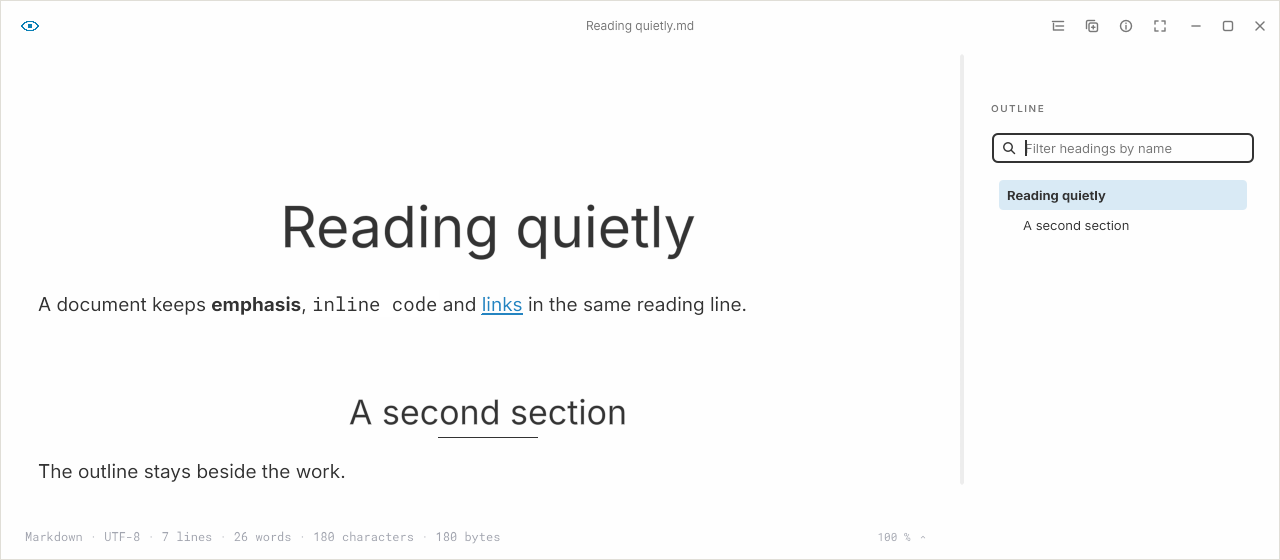 Reading quietly.md
OUTLINE
Filter headings by name
Reading quietly
A second section
Reading quietly
A document keeps emphasis, inline code and links in the same reading line.
A second section
The outline stays beside the work.
Markdown · UTF-8 · 7 lines · 26 words · 180 characters · 180 bytes
100 %